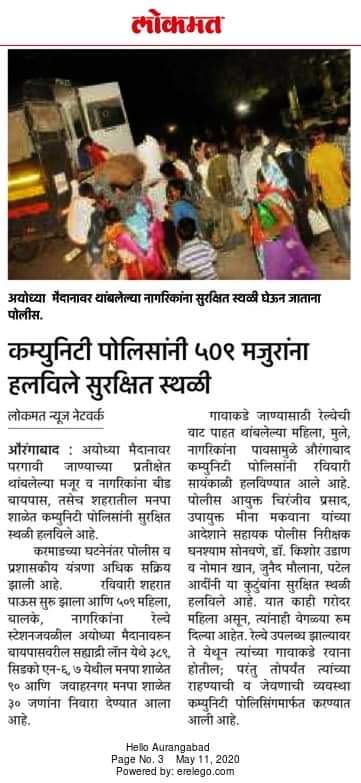 लोकमत
अयोध्या मैदानावर थांबलेल्या नागरिकांना सुरक्षित स्थळी घेऊन जाताना
पोलीस.
कम्युनिटी पोलिसांनी ५०९ मजुरांना
हलविले सुरक्षित स्थळी
लोकमत न्यूज नेटवर्क
औरंगाबाद : अयोध्या मैदानावर
परगावी जाण्याच्या प्रतीक्षेत
थांबलेल्या मजूर व नागरिकांना बीड
बायपास, तसेच शहरातील मनपा
शाळेत कम्युनिटी पोलिसांनी सुरक्षित
स्थळी हलविले आहे.
करमाडच्या घटनेनंतर पोलीस व
प्रशासकीय यंत्रणा अधिक सक्रिय
झाली आहे. रविवारी शहरात
पाऊस सुरू झाला आणि ५०९ महिला,
बालके, नागरिकांना रेल्वे
स्टेशनजवळील अयोध्या मैदानावरुन
बायपासवरील सह्याद्री लॉन येथे ३८९,
सिडको एन-६, ७ येथील मनपा शाळेत
९० आणि जवाहरनगर मनपा शाळेत
३० जणांना निवारा देण्यात आला
आहे.
गावाकडे जाण्यासाठी रेल्वेची
वाट पाहत थांबलेल्या महिला, मुले,
नागरिकांना पावसामुळे औरंगाबाद
कम्युनिटी पोलिसांनी रविवारी
सायंकाळी हलविण्यात आले आहे.
पोलीस आयुक्त चिरंजीव प्रसाद,
उपायुक्त मीना मकवाना यांच्या
आदेशाने सहायक पोलीस निरीक्षक
घनश्याम सोनवणे, डॉ. किशोर उढाण
व नोमान खान, जुनैद मौलाना, पटेल
आदींनी या कुटुंबांना सुरक्षित स्थळी
हलविले आहे. यात काही गरोदर
महिला असून, त्यांनाही वेगळ्या रूम
दिल्या आहेत. रेल्वे उपलब्ध झाल्यावर
ते येथून त्यांच्या गावाकडे रवाना
होतील; परंतु तोपर्यंत त्यांच्या
राहण्याची व जेवणाची व्यवस्था
कम्युनिटी पोलिसिंगमार्फत करण्यात
आली आहे.
Hello Aurangabad
Page No. 3 May 11, 2020
Powered by: erelego.com